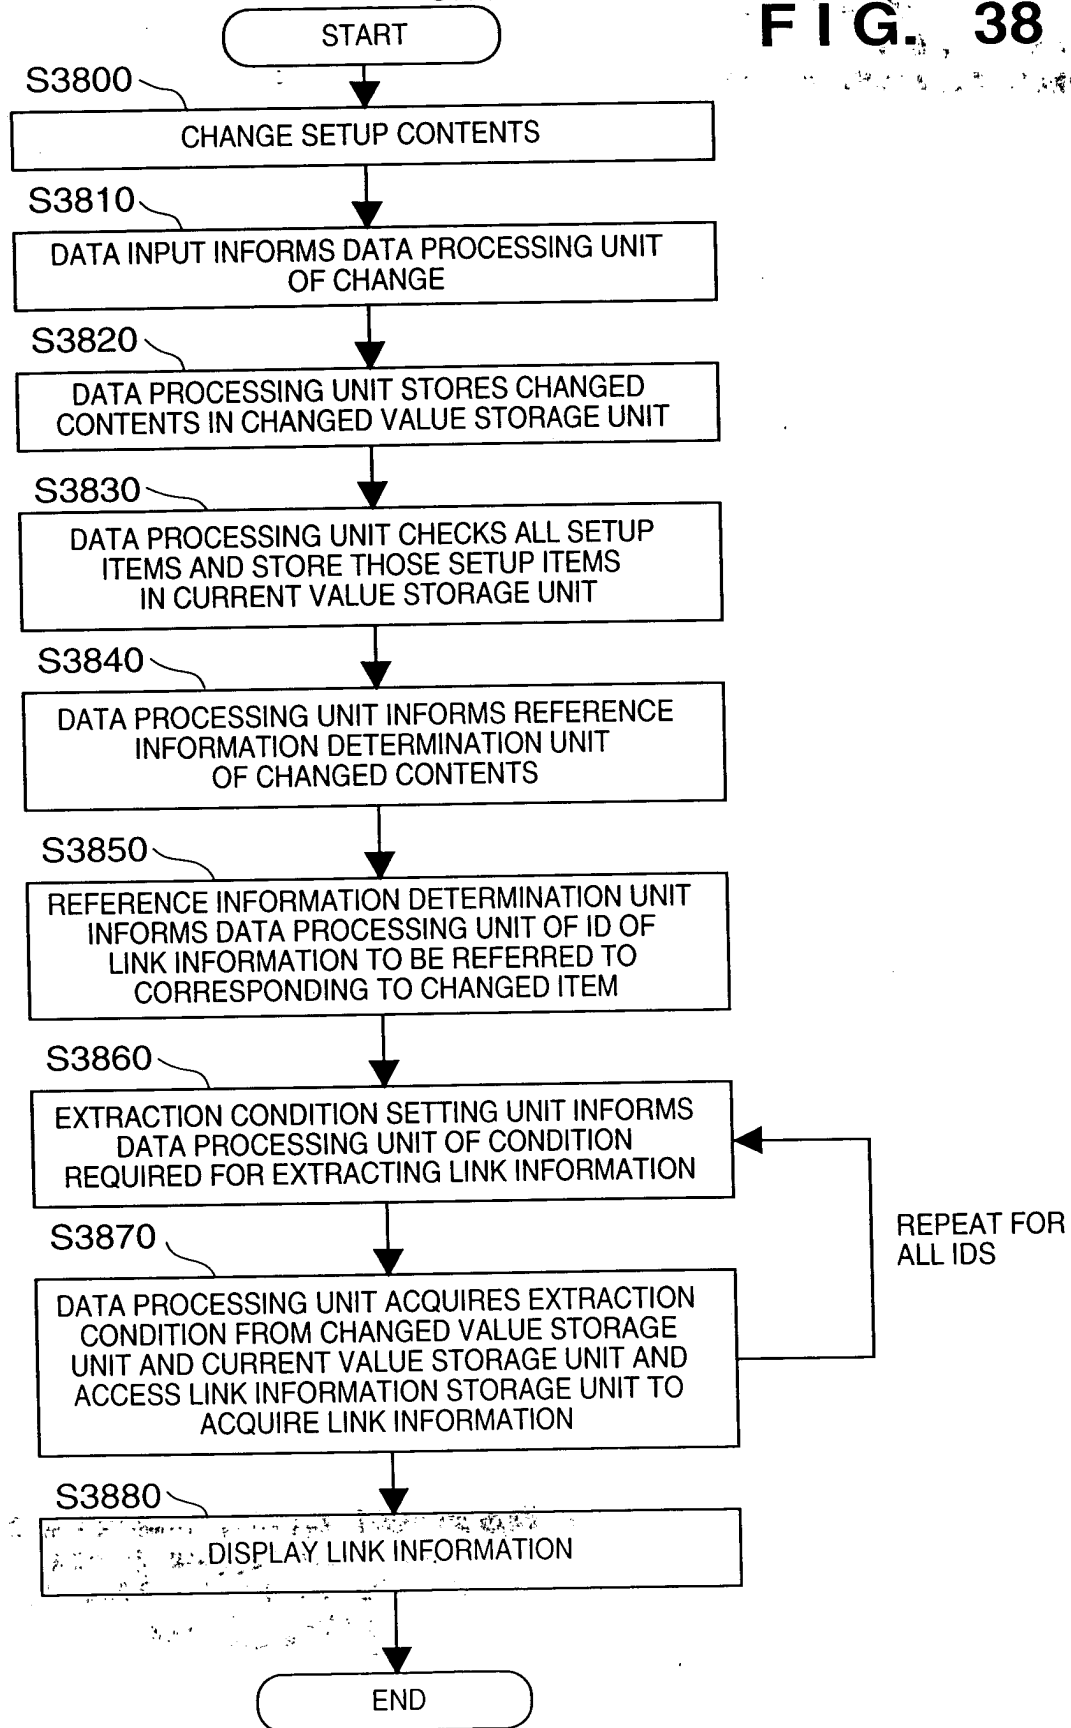 FIG. 38
START
S3800
CHANGE SETUP CONTENTS
S3810
DATA INPUT INFORMS DATA PROCESSING UNIT
OF CHANGE
S3820
DATA PROCESSING UNIT STORES CHANGED
CONTENTS IN CHANGED VALUE STORAGE UNIT
S3830
DATA PROCESSING UNIT CHECKS ALL SETUP
ITEMS AND STORE THOSE SETUP ITEMS
IN CURRENT VALUE STORAGE UNIT
S3840
DATA PROCESSING UNIT INFORMS REFERENCE
INFORMATION DETERMINATION UNIT
OF CHANGED CONTENTS
S3850
REFERENCE INFORMATION DETERMINATION UNIT
INFORMS DATA PROCESSING UNIT OF ID OF
LINK INFORMATION TO BE REFERRED TO
CORRESPONDING TO CHANGED ITEM
S3860
EXTRACTION CONDITION SETTING UNIT INFORMS
DATA PROCESSING UNIT OF CONDITION
REQUIRED FOR EXTRACTING LINK INFORMATION
REPEAT FOR
ALL IDS
S3870
DATA PROCESSING UNIT ACQUIRES EXTRACTION
CONDITION FROM CHANGED VALUE STORAGE
UNIT AND CURRENT VALUE STORAGE UNIT AND
ACCESS LINK INFORMATION STORAGE UNIT TO
ACQUIRE LINK INFORMATION
S3880
DISPLAY LINK INFORMATION
END